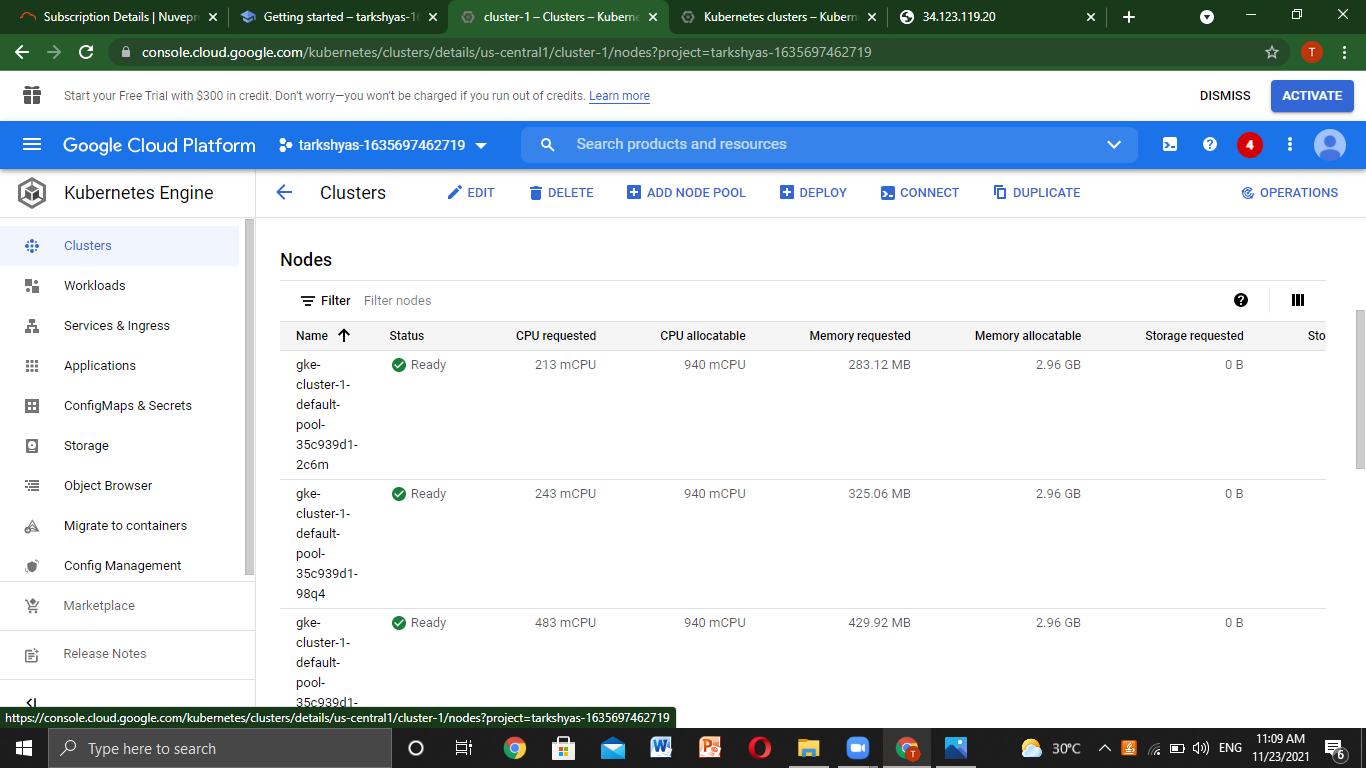 Subscription Details | Nuvepr
Getting started – tarkshyas-1
cluster-1 – Clusters – Kuberne
Kubernetes clusters – Kuberne
34.123.119.20
console.cloud.google.com/kubernetes/clusters/details/us-central1/cluster-1/nodes?project=tarkshyas-1635697462719
T
Start your Free Trial with $300 in credit. Don't worry—you won't be charged if you run out of credits. Learn more
DISMISS
ACTIVATE
Google Cloud Platform
tarkshyas-1635697462719
Search products and resources
4
Kubernetes Engine
Clusters
EDIT
DELETE
ADD NODE POOL
DEPLOY
CONNECT
DUPLICATE
OPERATIONS
Clusters
Workloads
Services & Ingress
Applications
ConfigMaps & Secrets
Storage
Object Browser
Migrate to containers
Config Management
Marketplace
Release Notes
Nodes
Filter Filter nodes
Name Status CPU requested CPU allocatable Memory requested Memory allocatable Storage requested Sto
gke-
cluster-1-
default-
pool-
35c939d1-
2c6m
Ready 213 mCPU 940 mCPU 283.12 MB 2.96 GB 0 B
gke-
cluster-1-
default-
pool-
35c939d1-
98q4
Ready 243 mCPU 940 mCPU 325.06 MB 2.96 GB 0 B
gke-
cluster-1-
default-
pool-
35c939d1-
Ready 483 mCPU 940 mCPU 429.92 MB 2.96 GB 0 B
https://console.cloud.google.com/kubernetes/clusters/details/us-central1/cluster-1/nodes?project=tarkshyas-1635697462719
Type here to search
30°C
ENG
11:09 AM
11/23/2021
6